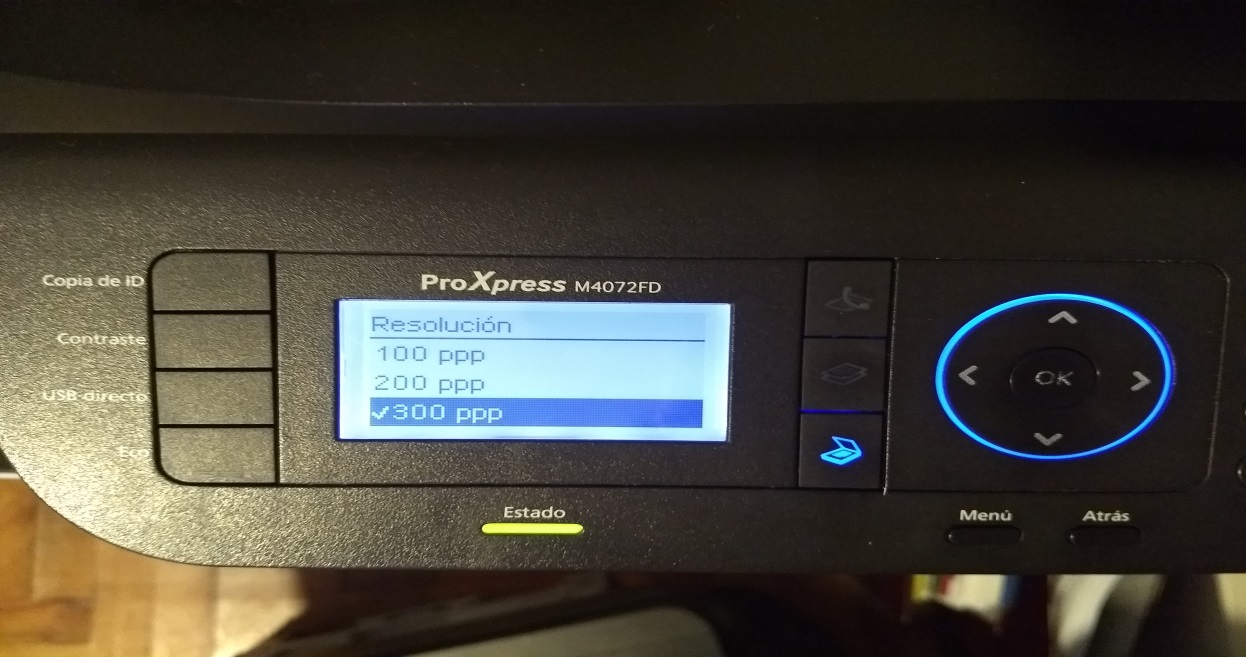 ProXpress M4072FD
Copia de ID
Contraste
USB directo
Eco
Resolución
100 ppp
200 ppp
✓300 ppp
OK
Estado
Menú
Atrás